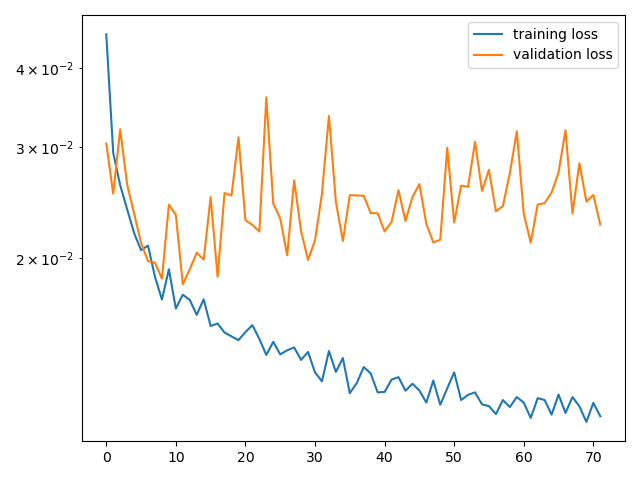 training loss
validation loss
4 × 10⁻²
3 × 10⁻²
2 × 10⁻²
0 10 20 30 40 50 60 70